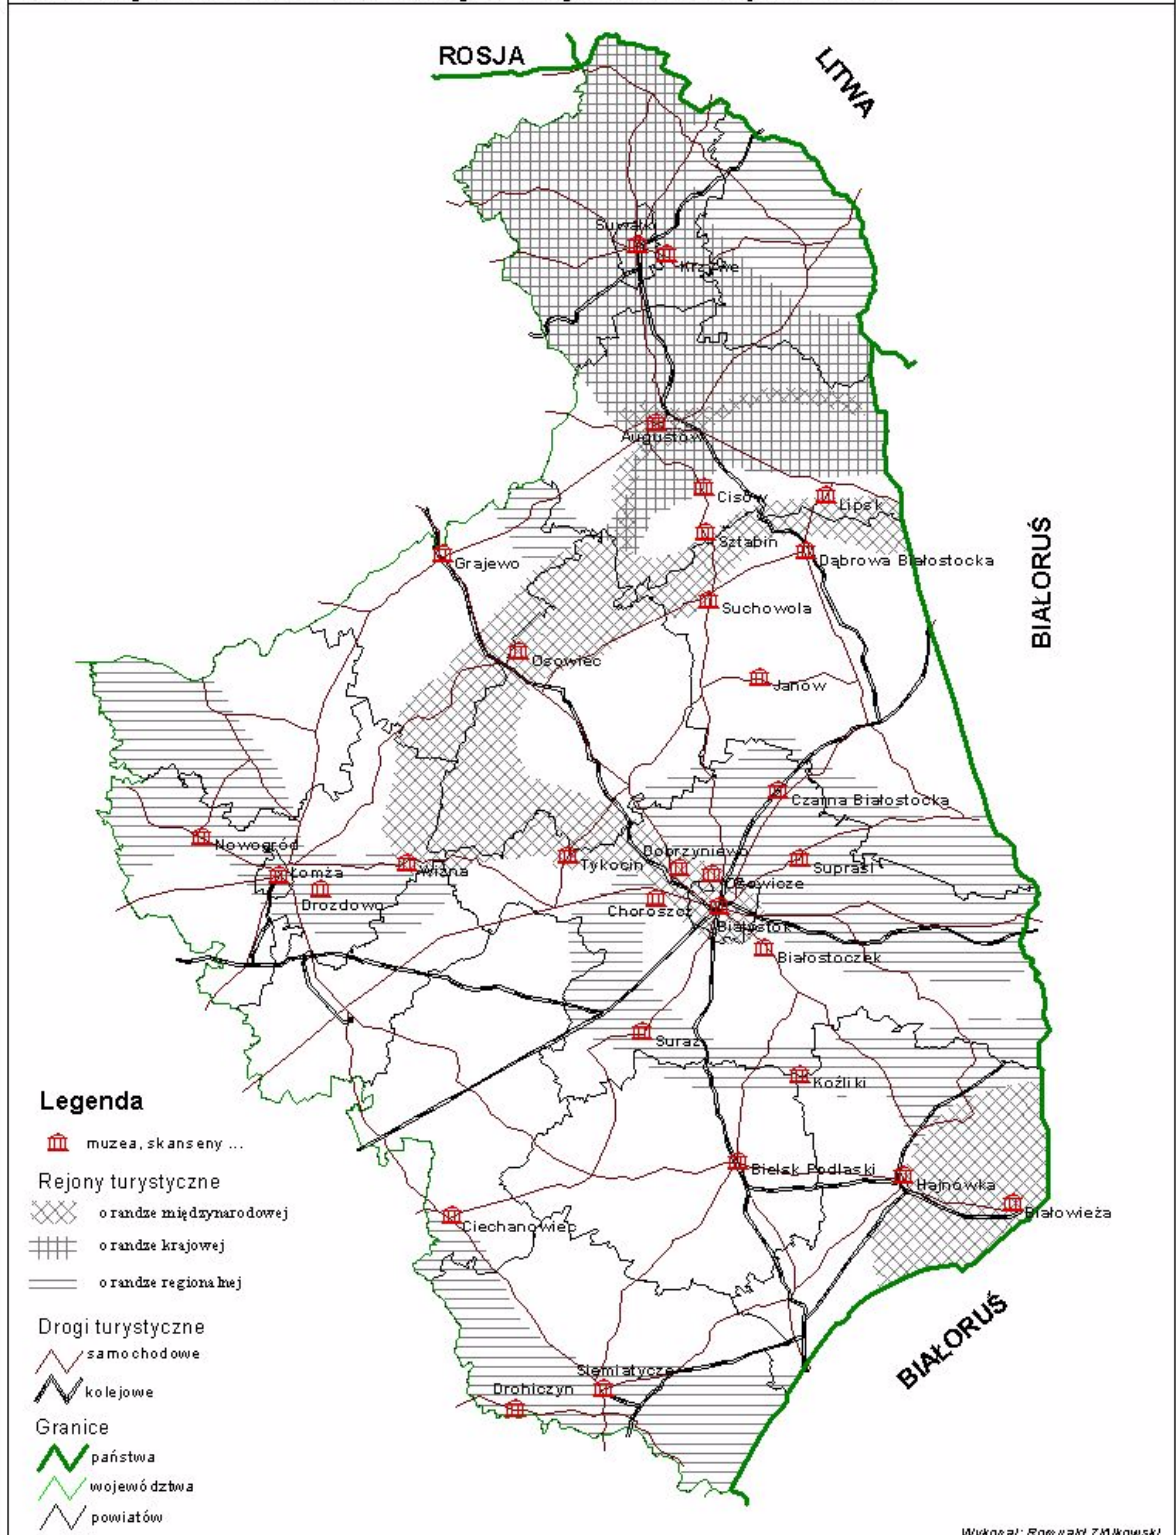 ROSJA
LITWA
Suwałki
Krzywe
Augustów
Cisów
Lipsk
Sztabin
Dąbrowa Białostocka
BIAŁORUŚ
Grajewo
Suchowola
Osowiec
Janów
Czarna Białostocka
Nowogród
Dobrzyniewo
Wizna
Tykocin
Supraśl
Łomża
Drozdowo
Choroszcz
Białystok
Białostoczek
Suraż
Koźliki
Bielsk Podlaski
Hajnówka
Białowieża
Ciechanowiec
BIAŁORUŚ
Siemiatycze
Drohiczyn
Legenda
muzea, skanseny ...
Rejony turystyczne
o randze międzynarodowej
o randze krajowej
o randze regionalnej
Drogi turystyczne
samochodowe
kolejowe
Granice
państwa
województwa
powiatów
Wykonał: Romuald